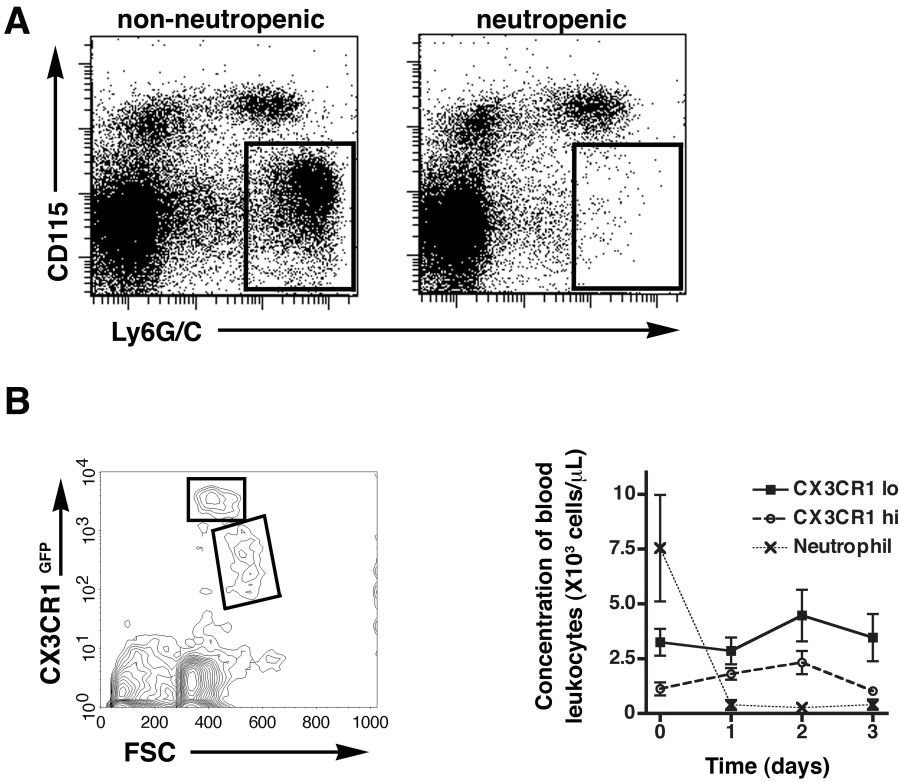 A
non-neutropenic
neutropenic
CD115
Ly6G/C
B
CX3CR1 GFP
10^4
10^3
10^2
10^1
10^0
0 200 400 600 800 1000
FSC
Concentration of blood
leukocytes (X10³ cells/µL)
10
7.5
5.0
2.5
0
CX3CR1 lo
CX3CR1 hi
Neutrophil
0 1 2 3
Time (days)